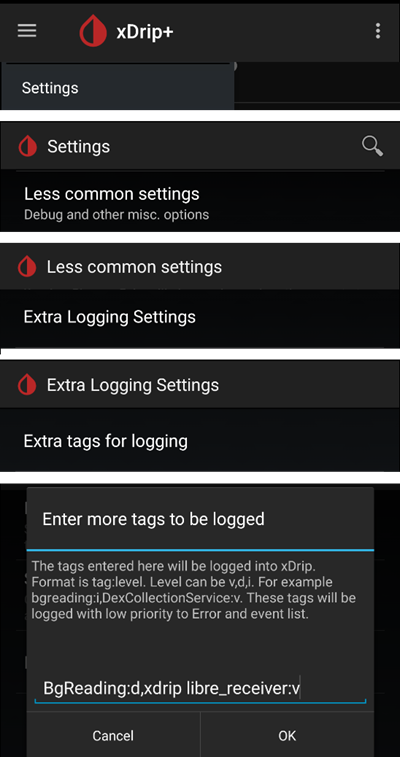 xDrip+
Settings
Settings
Less common settings
Debug and other misc. options
Less common settings
Extra Logging Settings
Extra Logging Settings
Extra tags for logging
Enter more tags to be logged
The tags entered here will be logged into xDrip.
Format is tag:level. Level can be v,d,i. For example
bgreading:i,DexCollectionService:v. These tags will be
logged with low priority to Error and event list.
BgReading:d,xdrip libre_receiver:v
Cancel
OK